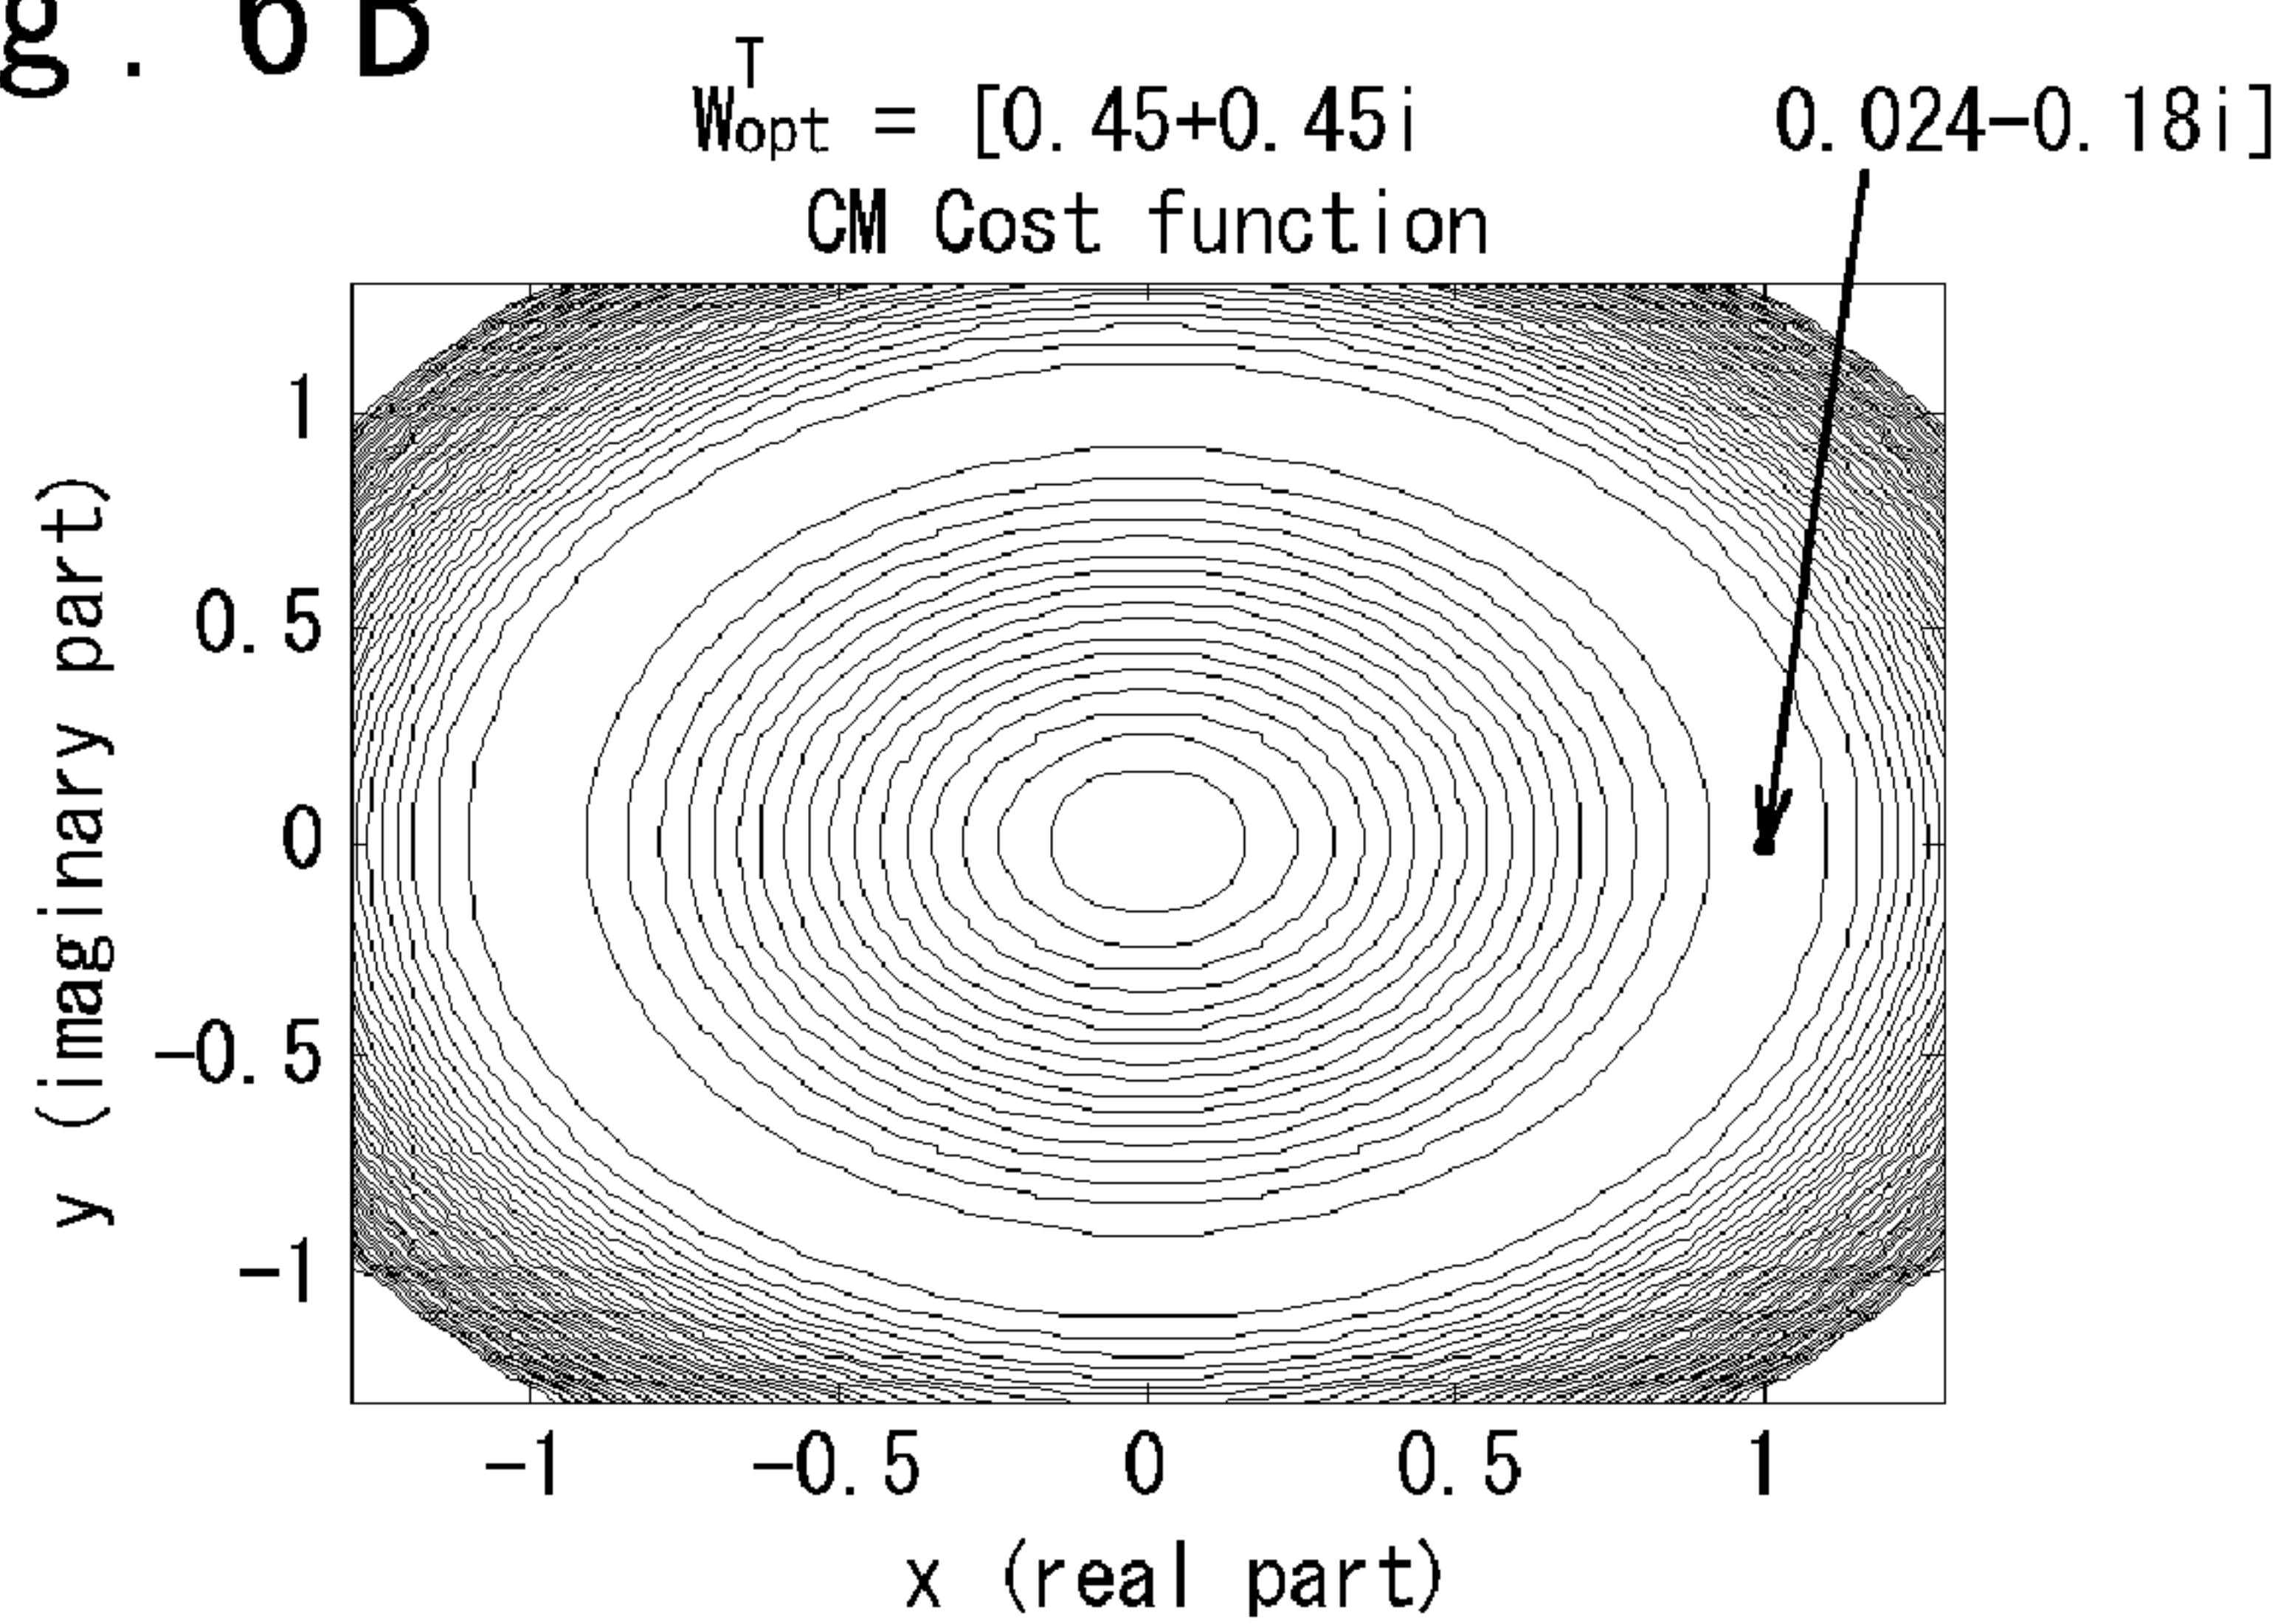 g. 6B
W_opt^T = [0.45+0.45i 0.024-0.18i]
CM Cost function
1
0.5
0
-0.5
-1
y (imaginary part)
-1 -0.5 0 0.5 1
x (real part)